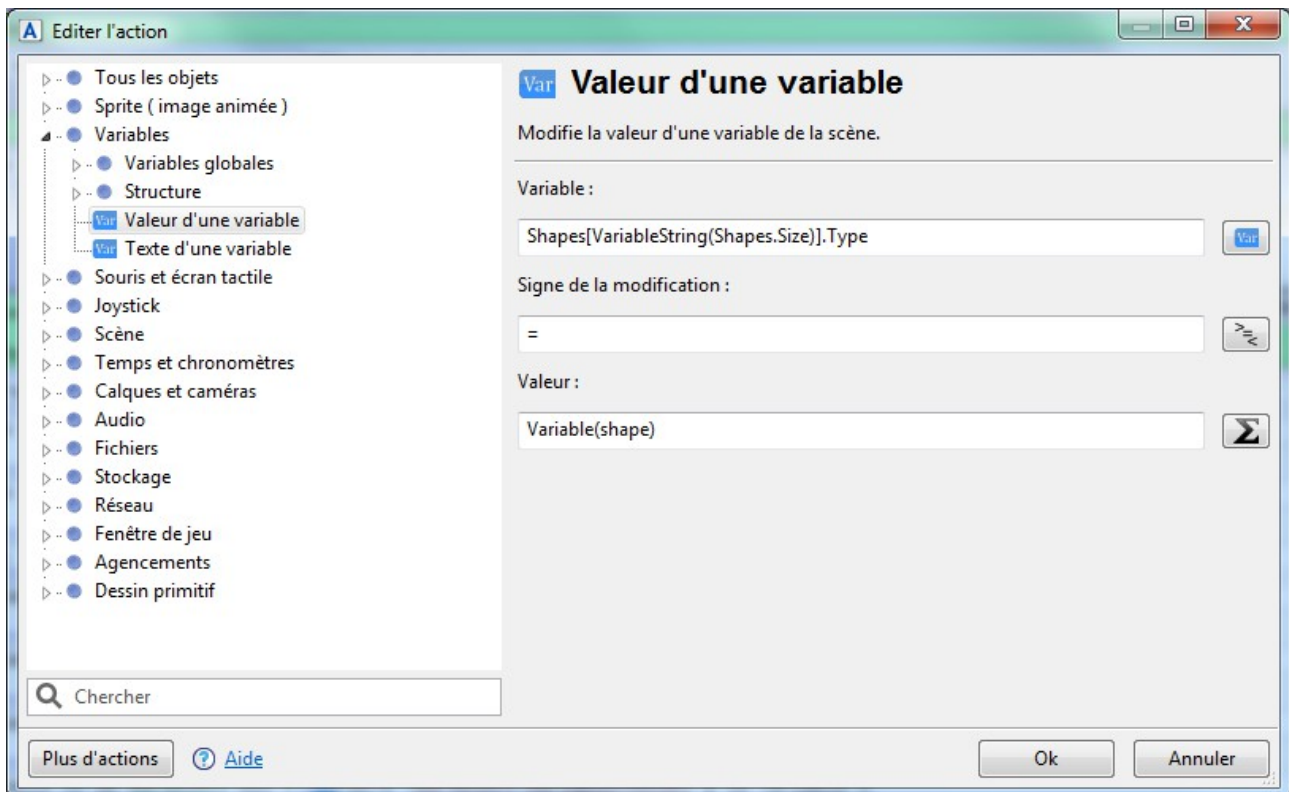 A Editer l'action
Tous les objets
Sprite ( image animée )
Variables
Variables globales
Structure
Var Valeur d'une variable
Var Texte d'une variable
Souris et écran tactile
Joystick
Scène
Temps et chronomètres
Calques et caméras
Audio
Fichiers
Stockage
Réseau
Fenêtre de jeu
Agencements
Dessin primitif
Chercher
Var Valeur d'une variable
Modifie la valeur d'une variable de la scène.
Variable :
Shapes[VariableString(Shapes.Size)].Type
Var
Signe de la modification :
=
>=<
Valeur :
Variable(shape)
Σ
Plus d'actions
? Aide
Ok
Annuler